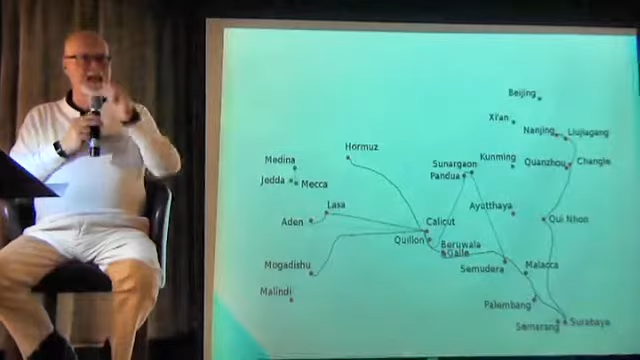 Beijing
Xi'an
Nanjing
Liujiagang
Hormuz
Medina
Sunargaon
Kunming
Quanzhou
Changle
Pandua
Jedda
Mecca
Lasa
Ayutthaya
Aden
Calicut
Qui Nhon
Quillon
Beruwala
Galle
Mogadishu
Semudera
Malacca
Malindi
Palembang
Semarang
Surabaya